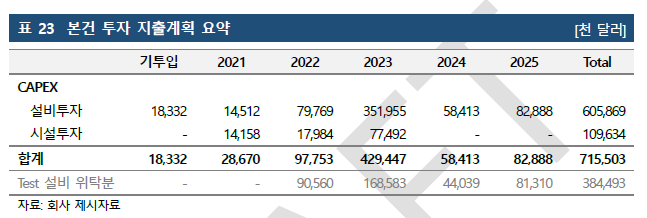 표 23 본건 투자 지출계획 요약 [천 달러]
기투입 2021 2022 2023 2024 2025 Total
CAPEX
설비투자 18,332 14,512 79,769 351,955 58,413 82,888 605,869
시설투자 - 14,158 17,984 77,492 - - 109,634
합계 18,332 28,670 97,753 429,447 58,413 82,888 715,503
Test 설비 위탁분 - - 90,560 168,583 44,039 81,310 384,493
자료: 회사 제시자료